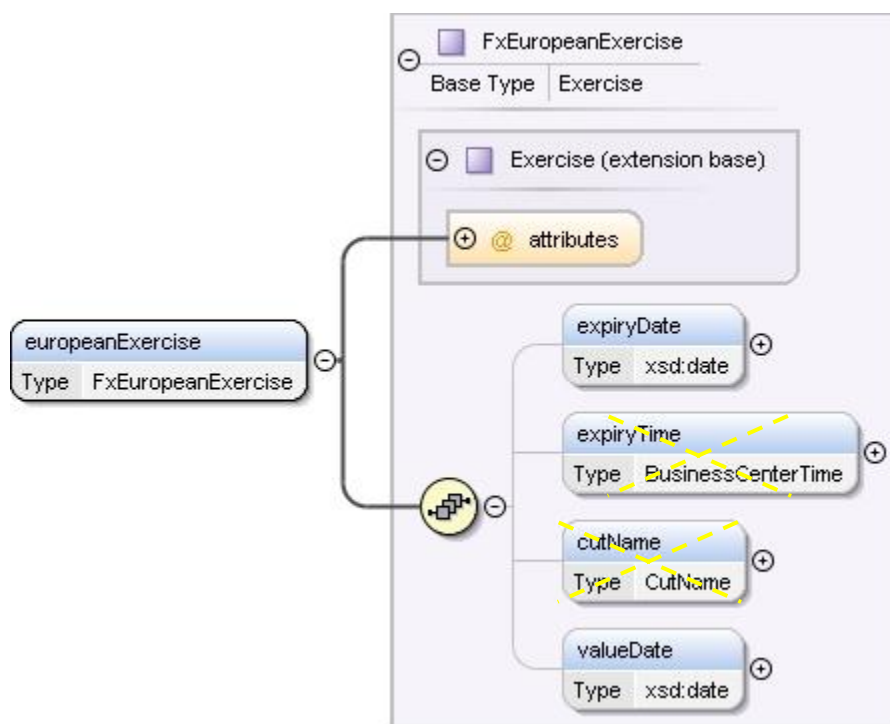 FxEuropeanExercise
Base Type Exercise
Exercise (extension base)
@ attributes
europeanExercise
Type FxEuropeanExercise
expiryDate
Type xsd:date
expiryTime
Type BusinessCenterTime
cutName
Type CutName
valueDate
Type xsd:date